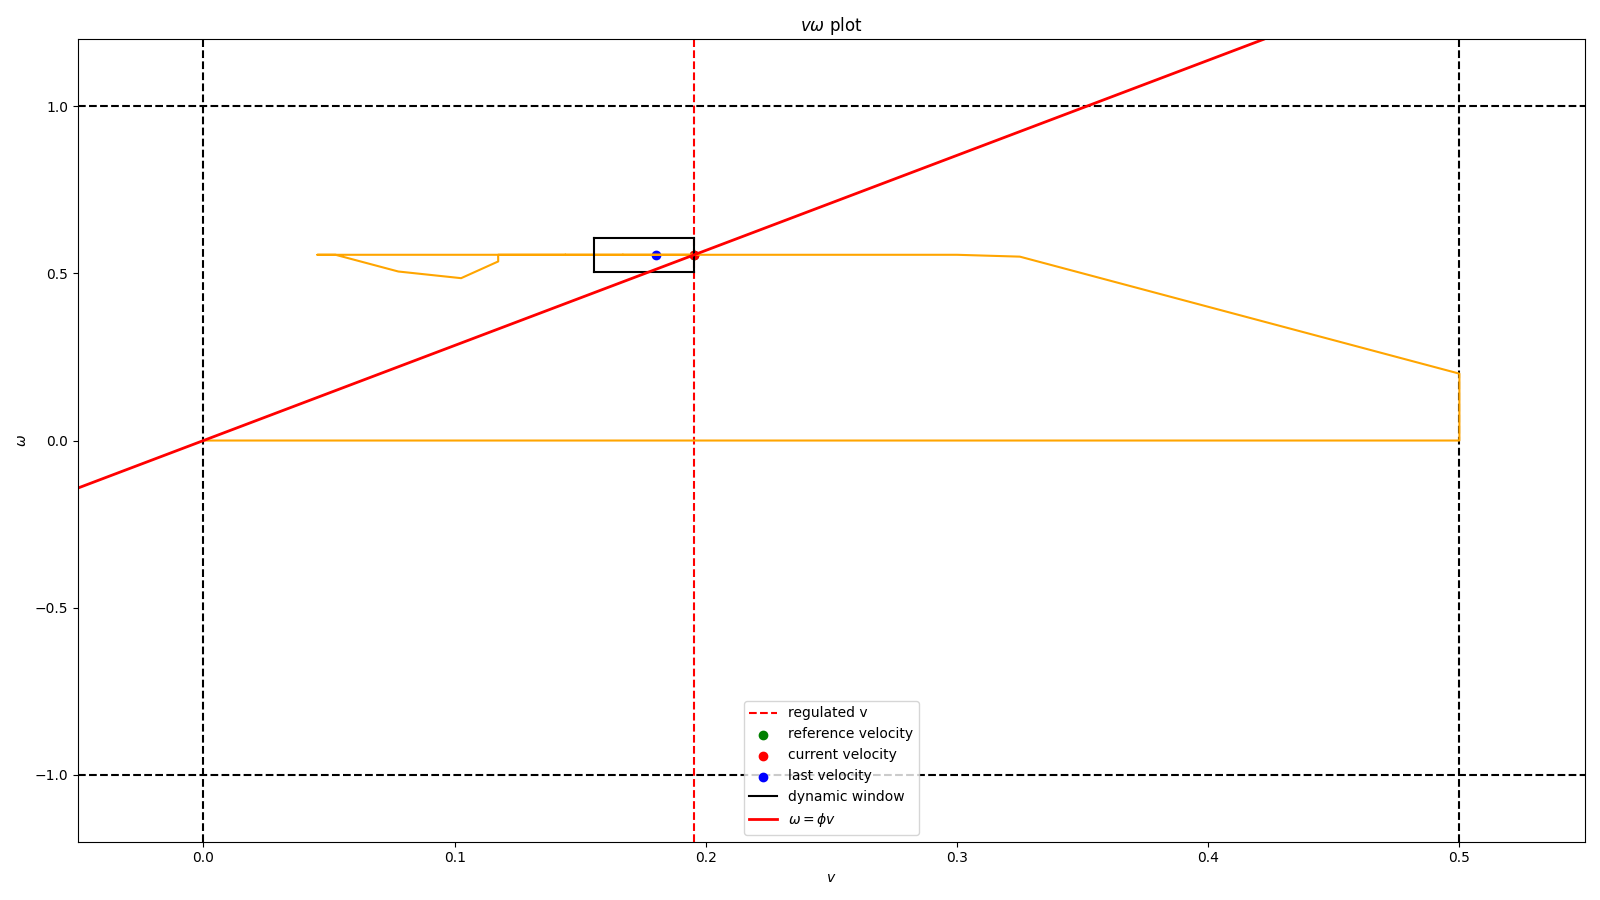 vω plot
1.0
0.5
0.0
−0.5
−1.0
ω
0.0 0.1 0.2 0.3 0.4 0.5
v
regulated v
reference velocity
current velocity
last velocity
dynamic window
ω = ϕv